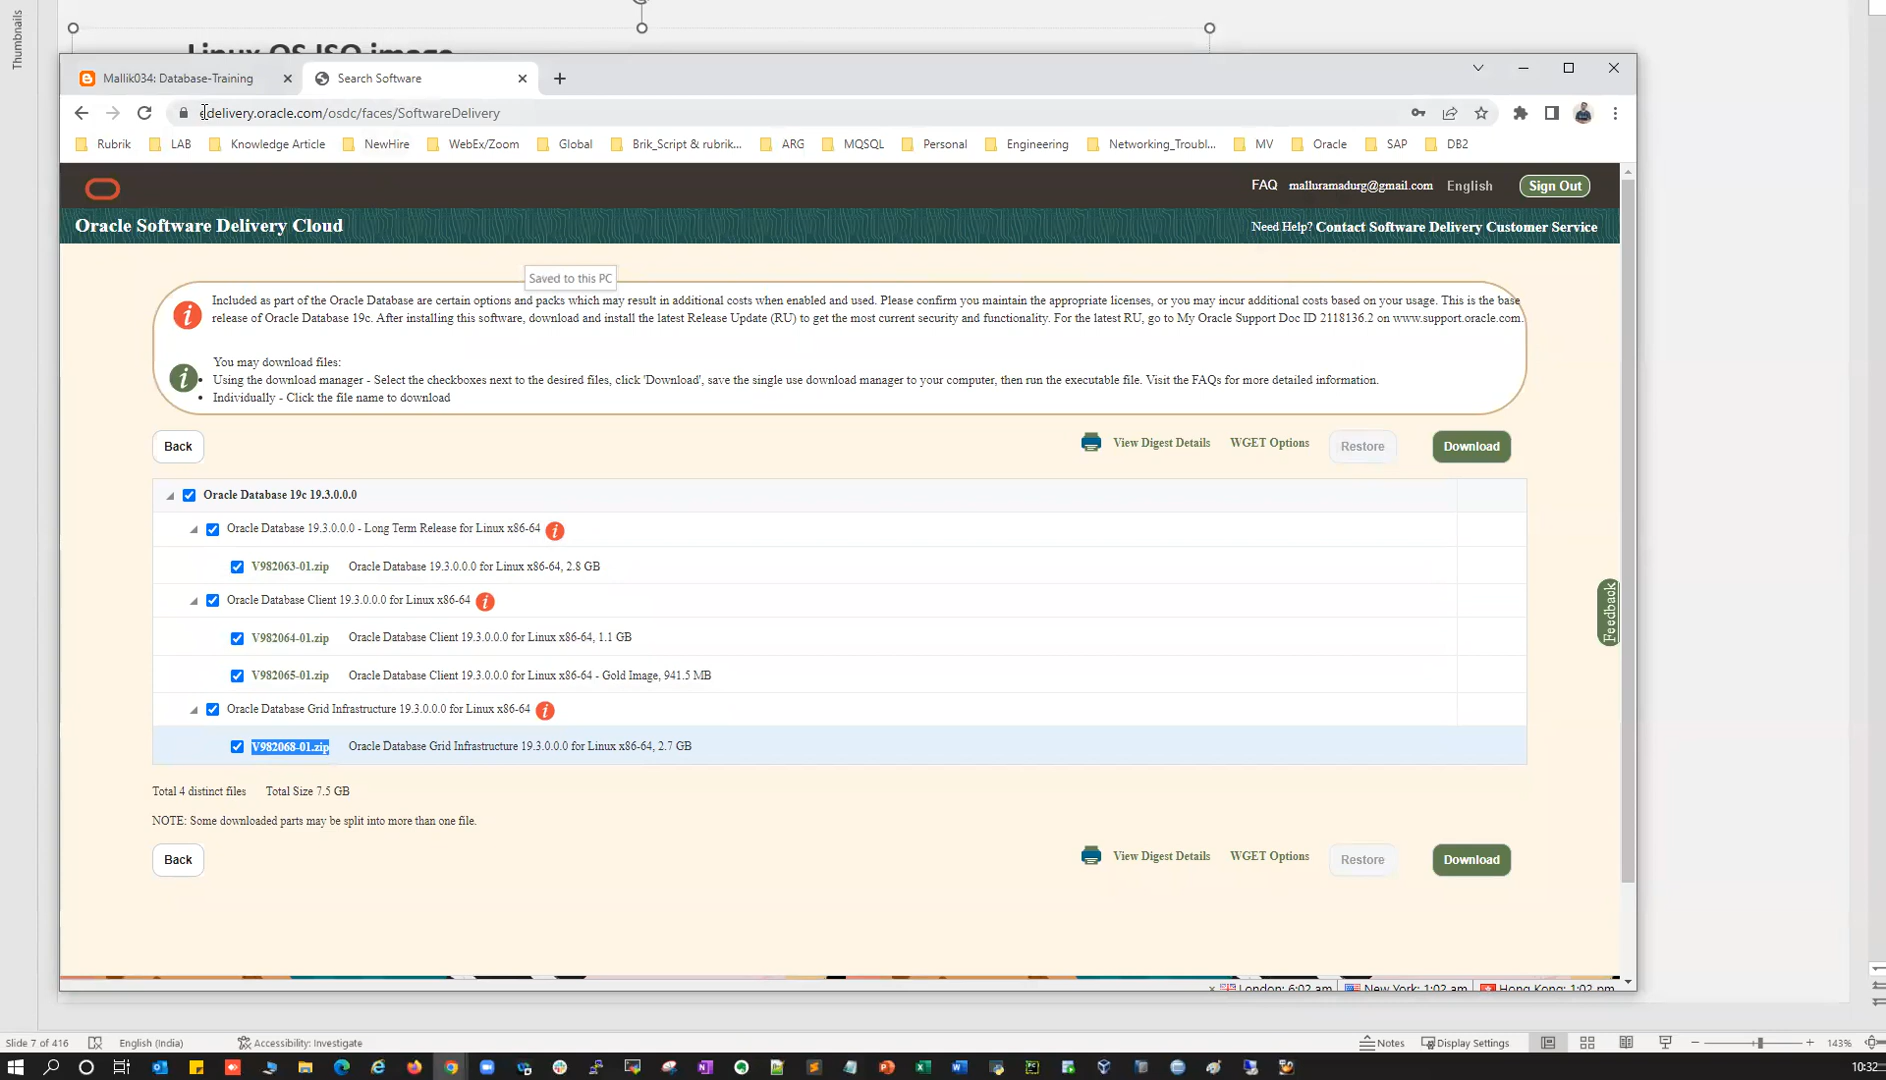 Thumbnails
Linux OS ISO image
Mallik034: Database-Training
Search Software
edelivery.oracle.com/osdc/faces/SoftwareDelivery
Rubrik LAB Knowledge Article NewHire WebEx/Zoom Global Brik_Script & rubrik... ARG MQSQL Personal Engineering Networking_Troubl... MV Oracle SAP DB2
FAQ malluramadurg@gmail.com English Sign Out
Oracle Software Delivery Cloud
Need Help? Contact Software Delivery Customer Service
Saved to this PC
Included as part of the Oracle Database are certain options and packs which may result in additional costs when enabled and used. Please confirm you maintain the appropriate licenses, or you may incur additional costs based on your usage. This is the base
release of Oracle Database 19c. After installing this software, download and install the latest Release Update (RU) to get the most current security and functionality. For the latest RU, go to My Oracle Support Doc ID 2118136.2 on www.support.oracle.com.
You may download files:
• Using the download manager - Select the checkboxes next to the desired files, click 'Download', save the single use download manager to your computer, then run the executable file. Visit the FAQs for more detailed information.
• Individually - Click the file name to download
Back
View Digest Details WGET Options Restore Download
Oracle Database 19c 19.3.0.0.0
Oracle Database 19.3.0.0.0 - Long Term Release for Linux x86-64
V982063-01.zip Oracle Database 19.3.0.0.0 for Linux x86-64, 2.8 GB
Oracle Database Client 19.3.0.0.0 for Linux x86-64
V982064-01.zip Oracle Database Client 19.3.0.0.0 for Linux x86-64, 1.1 GB
V982065-01.zip Oracle Database Client 19.3.0.0.0 for Linux x86-64 - Gold Image, 941.5 MB
Oracle Database Grid Infrastructure 19.3.0.0.0 for Linux x86-64
V982068-01.zip Oracle Database Grid Infrastructure 19.3.0.0.0 for Linux x86-64, 2.7 GB
Feedback
Total 4 distinct files Total Size 7.5 GB
NOTE: Some downloaded parts may be split into more than one file.
Back
View Digest Details WGET Options Restore Download
London: 6:02 am New York: 1:02 am Hong Kong: 1:02 pm
Slide 7 of 416 English (India) Accessibility: Investigate
Notes Display Settings 143%
10:32